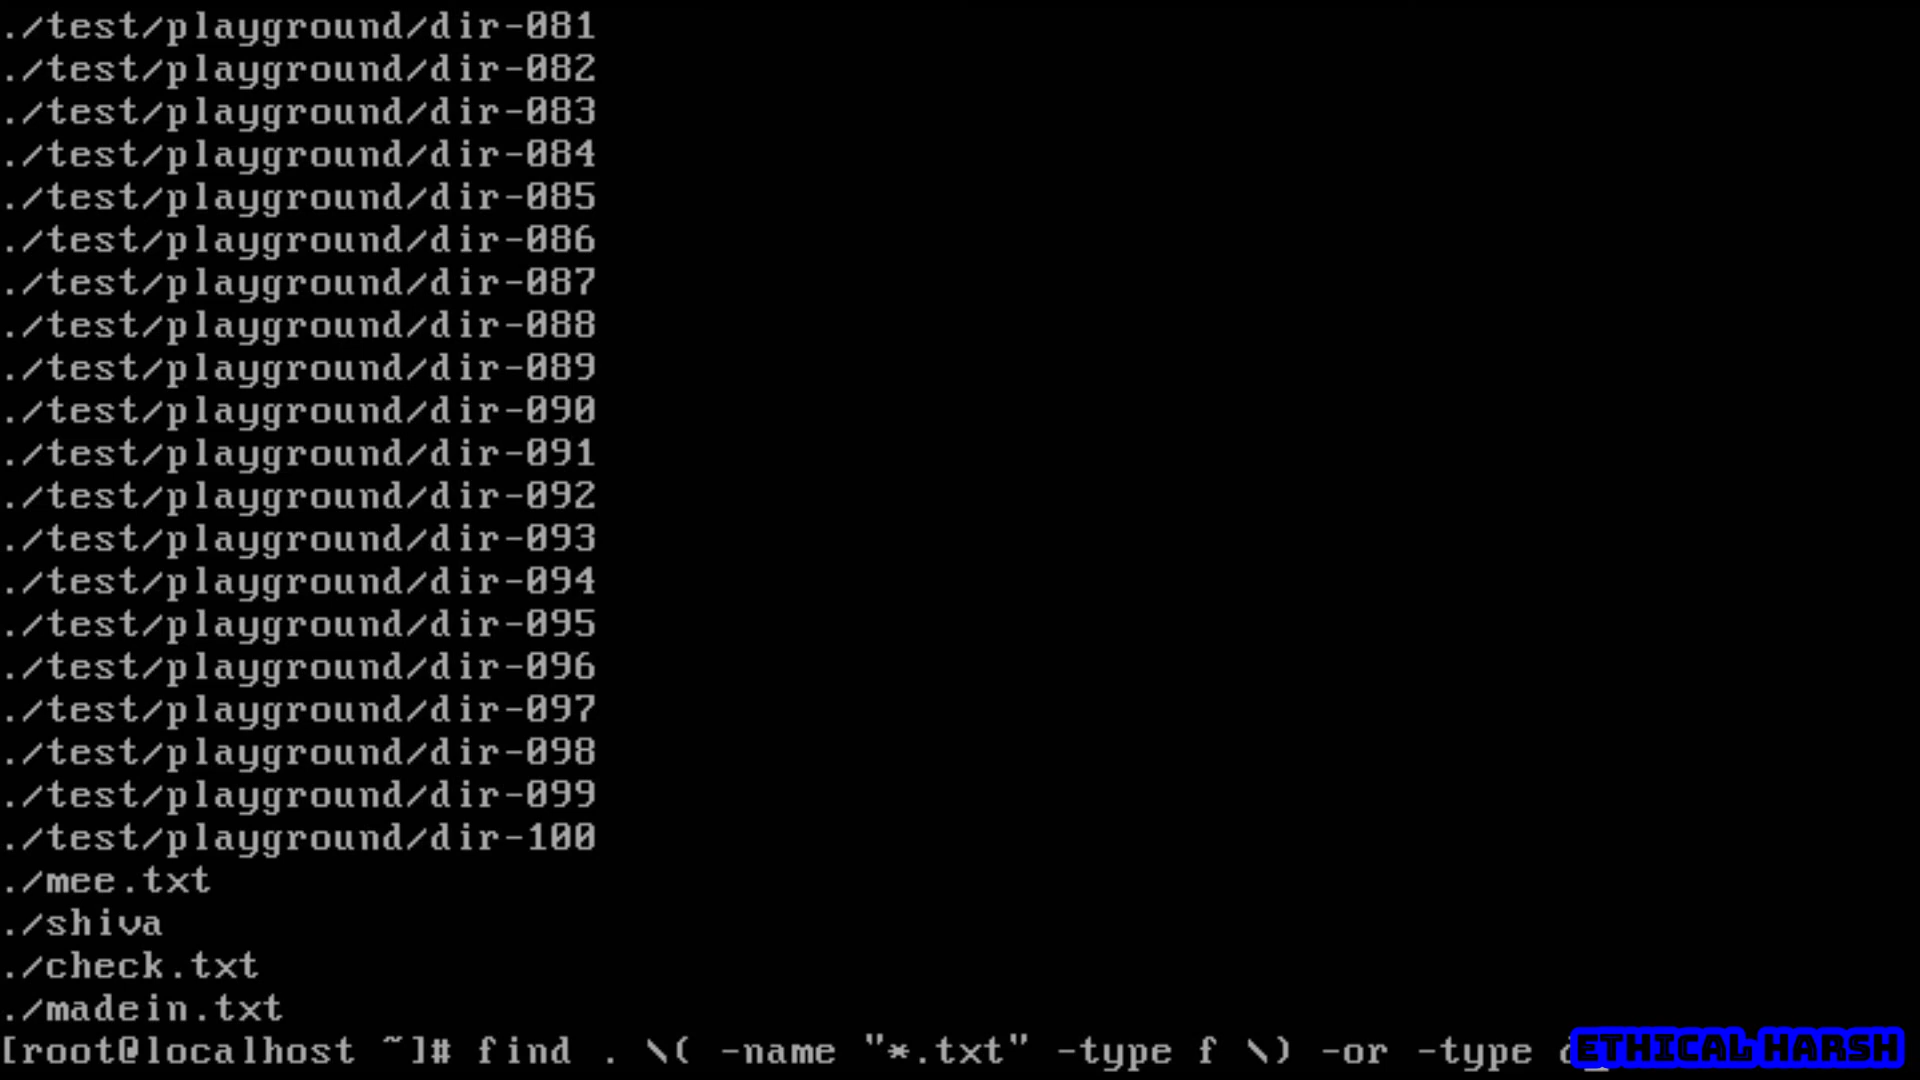 ./test/playground/dir-081
./test/playground/dir-082
./test/playground/dir-083
./test/playground/dir-084
./test/playground/dir-085
./test/playground/dir-086
./test/playground/dir-087
./test/playground/dir-088
./test/playground/dir-089
./test/playground/dir-090
./test/playground/dir-091
./test/playground/dir-092
./test/playground/dir-093
./test/playground/dir-094
./test/playground/dir-095
./test/playground/dir-096
./test/playground/dir-097
./test/playground/dir-098
./test/playground/dir-099
./test/playground/dir-100
./mee.txt
./shiva
./check.txt
./madein.txt
[root@localhost ~]# find . \( -name "*.txt" -type f \) -or -type
ETHICAL HARSH